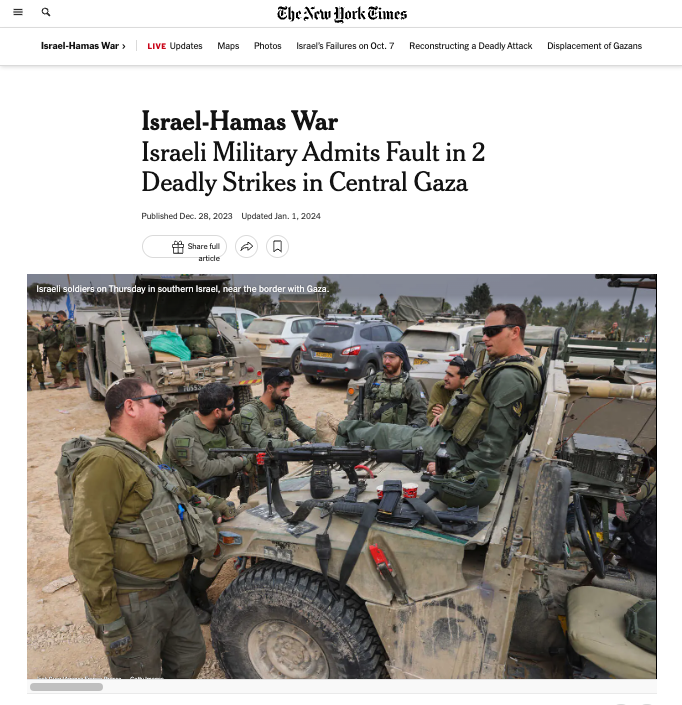 The New York Times
Israel-Hamas War ›
LIVE Updates
Maps
Photos
Israel's Failures on Oct. 7
Reconstructing a Deadly Attack
Displacement of Gazans
Israel-Hamas War
Israeli Military Admits Fault in 2
Deadly Strikes in Central Gaza
Published Dec. 28, 2023 Updated Jan. 1, 2024
Share full
article
Israeli soldiers on Thursday in southern Israel, near the border with Gaza.